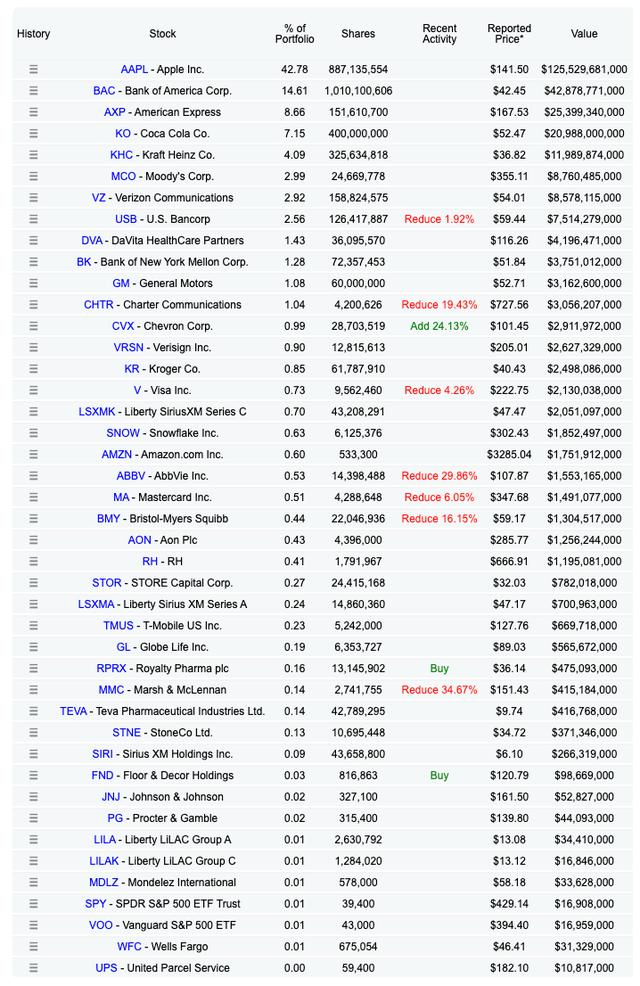 History Stock % of Portfolio Shares Recent Activity Reported Price* Value
AAPL - Apple Inc. 42.78 887,135,554 $141.50 $125,529,681,000
BAC - Bank of America Corp. 14.61 1,010,100,606 $42.45 $42,878,771,000
AXP - American Express 8.66 151,610,700 $167.53 $25,399,340,000
KO - Coca Cola Co. 7.15 400,000,000 $52.47 $20,988,000,000
KHC - Kraft Heinz Co. 4.09 325,634,818 $36.82 $11,989,874,000
MCO - Moody's Corp. 2.99 24,669,778 $355.11 $8,760,485,000
VZ - Verizon Communications 2.92 158,824,575 $54.01 $8,578,115,000
USB - U.S. Bancorp 2.56 126,417,887 Reduce 1.92% $59.44 $7,514,279,000
DVA - DaVita HealthCare Partners 1.43 36,095,570 $116.26 $4,196,471,000
BK - Bank of New York Mellon Corp. 1.28 72,357,453 $51.84 $3,751,012,000
GM - General Motors 1.08 60,000,000 $52.71 $3,162,600,000
CHTR - Charter Communications 1.04 4,200,626 Reduce 19.43% $727.56 $3,056,207,000
CVX - Chevron Corp. 0.99 28,703,519 Add 24.13% $101.45 $2,911,972,000
VRSN - Verisign Inc. 0.90 12,815,613 $205.01 $2,627,329,000
KR - Kroger Co. 0.85 61,787,910 $40.43 $2,498,086,000
V - Visa Inc. 0.73 9,562,460 Reduce 4.26% $222.75 $2,130,038,000
LSXMK - Liberty SiriusXM Series C 0.70 43,208,291 $47.47 $2,051,097,000
SNOW - Snowflake Inc. 0.63 6,125,376 $302.43 $1,852,497,000
AMZN - Amazon.com Inc. 0.60 533,300 $3285.04 $1,751,912,000
ABBV - AbbVie Inc. 0.53 14,398,488 Reduce 29.86% $107.87 $1,553,165,000
MA - Mastercard Inc. 0.51 4,288,648 Reduce 6.05% $347.68 $1,491,077,000
BMY - Bristol-Myers Squibb 0.44 22,046,936 Reduce 16.15% $59.17 $1,304,517,000
AON - Aon Plc 0.43 4,396,000 $285.77 $1,256,244,000
RH - RH 0.41 1,791,967 $666.91 $1,195,081,000
STOR - STORE Capital Corp. 0.27 24,415,168 $32.03 $782,018,000
LSXMA - Liberty Sirius XM Series A 0.24 14,860,360 $47.17 $700,963,000
TMUS - T-Mobile US Inc. 0.23 5,242,000 $127.76 $669,718,000
GL - Globe Life Inc. 0.19 6,353,727 $89.03 $565,672,000
RPRX - Royalty Pharma plc 0.16 13,145,902 Buy $36.14 $475,093,000
MMC - Marsh & McLennan 0.14 2,741,755 Reduce 34.67% $151.43 $415,184,000
TEVA - Teva Pharmaceutical Industries Ltd. 0.14 42,789,295 $9.74 $416,768,000
STNE - StoneCo Ltd. 0.13 10,695,448 $34.72 $371,346,000
SIRI - Sirius XM Holdings Inc. 0.09 43,658,800 $6.10 $266,319,000
FND - Floor & Decor Holdings 0.03 816,863 Buy $120.79 $98,669,000
JNJ - Johnson & Johnson 0.02 327,100 $161.50 $52,827,000
PG - Procter & Gamble 0.02 315,400 $139.80 $44,093,000
LILA - Liberty LiLAC Group A 0.01 2,630,792 $13.08 $34,410,000
LILAK - Liberty LiLAC Group C 0.01 1,284,020 $13.12 $16,846,000
MDLZ - Mondelez International 0.01 578,000 $58.18 $33,628,000
SPY - SPDR S&P 500 ETF Trust 0.01 39,400 $429.14 $16,908,000
VOO - Vanguard S&P 500 ETF 0.01 43,000 $394.40 $16,959,000
WFC - Wells Fargo 0.01 675,054 $46.41 $31,329,000
UPS - United Parcel Service 0.00 59,400 $182.10 $10,817,000